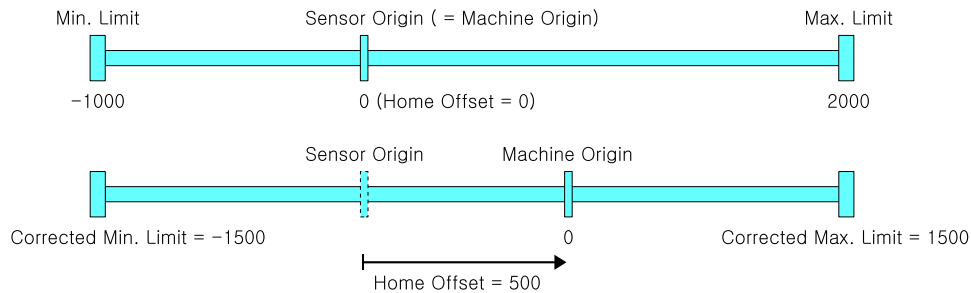 Min. Limit
Sensor Origin ( = Machine Origin)
Max. Limit
-1000
0 (Home Offset = 0)
2000
Sensor Origin
Machine Origin
Corrected Min. Limit = -1500
0
Corrected Max. Limit = 1500
Home Offset = 500